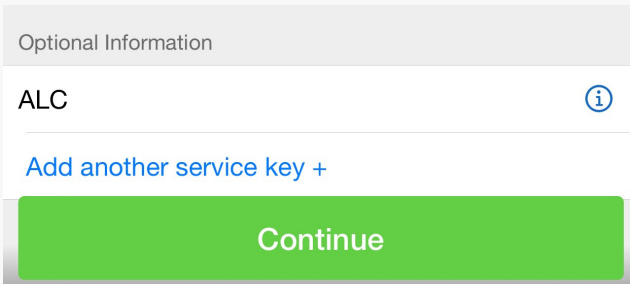 Optional Information
ALC
Add another service key +
Continue